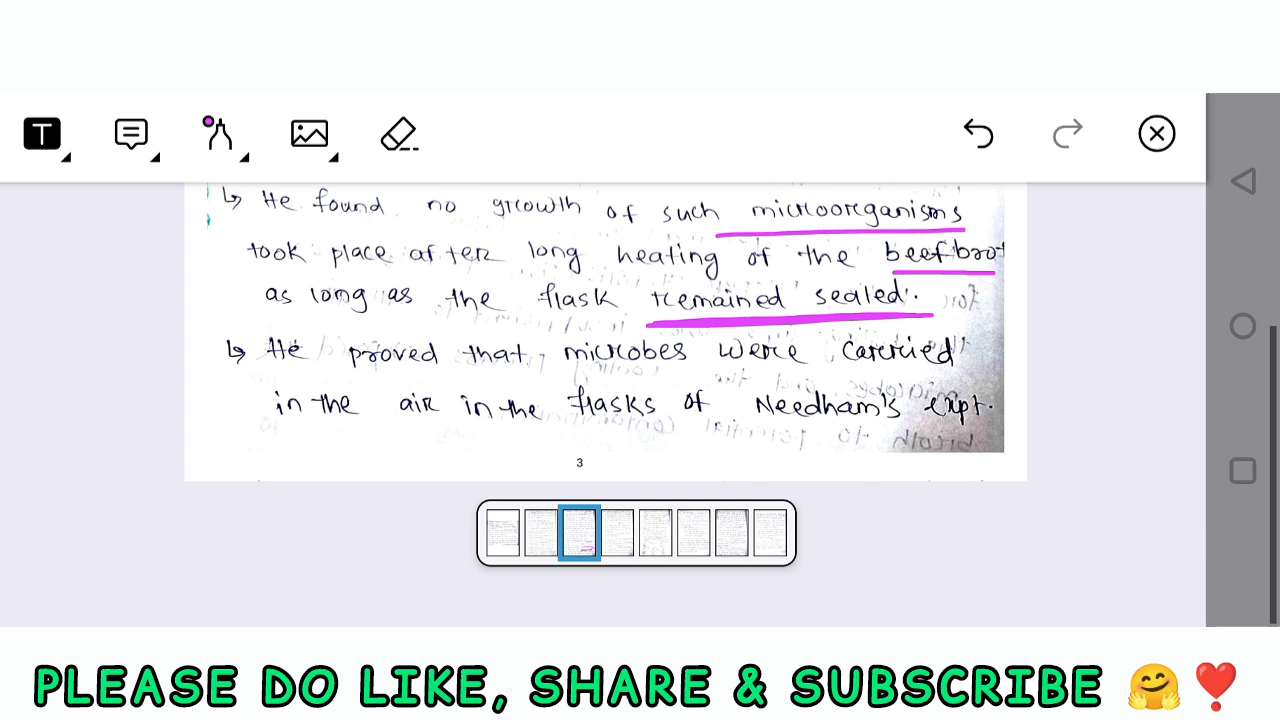 T
↳ He found no growth of such microorganisms
took place after long heating of the beef brot
as long as the flask remained sealed.
↳ He proved that microbes were carried
in the air in the flasks of Needham's expt.
3
PLEASE DO LIKE, SHARE & SUBSCRIBE 🤗❣️